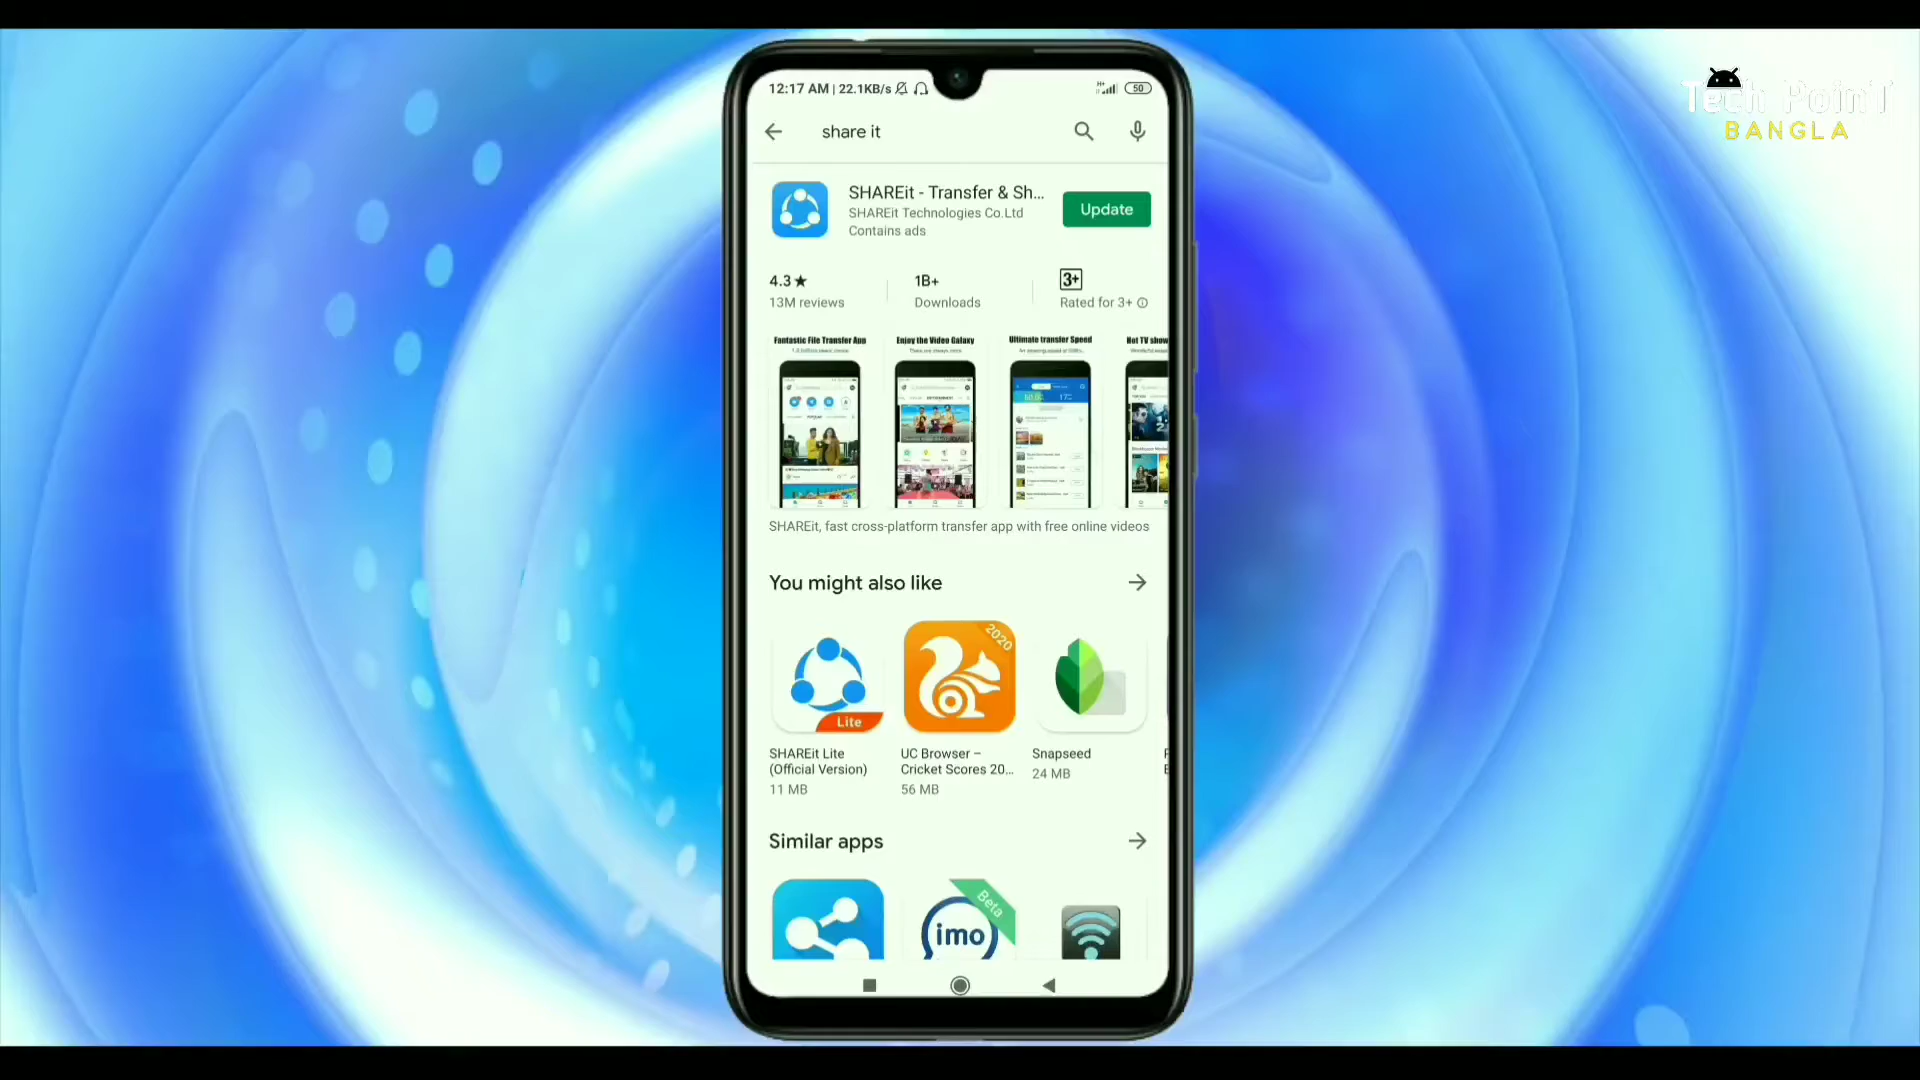 Tech PoinT
BANGLA
12:17 AM | 22.1KB/s
50
share it
SHAREit - Transfer & Sh...
SHAREit Technologies Co.Ltd
Contains ads
Update
4.3★
1B+
3+
13M reviews
Downloads
Rated for 3+
Fantastic File Transfer App
Enjoy the Video Galaxy
Ultimate transfer Speed
Hot TV show
SHAREit, fast cross-platform transfer app with free online videos
You might also like
2020
Lite
SHAREit Lite
(Official Version)
11 MB
UC Browser –
Cricket Scores 20...
56 MB
Snapseed
24 MB
Similar apps
Beta
imo